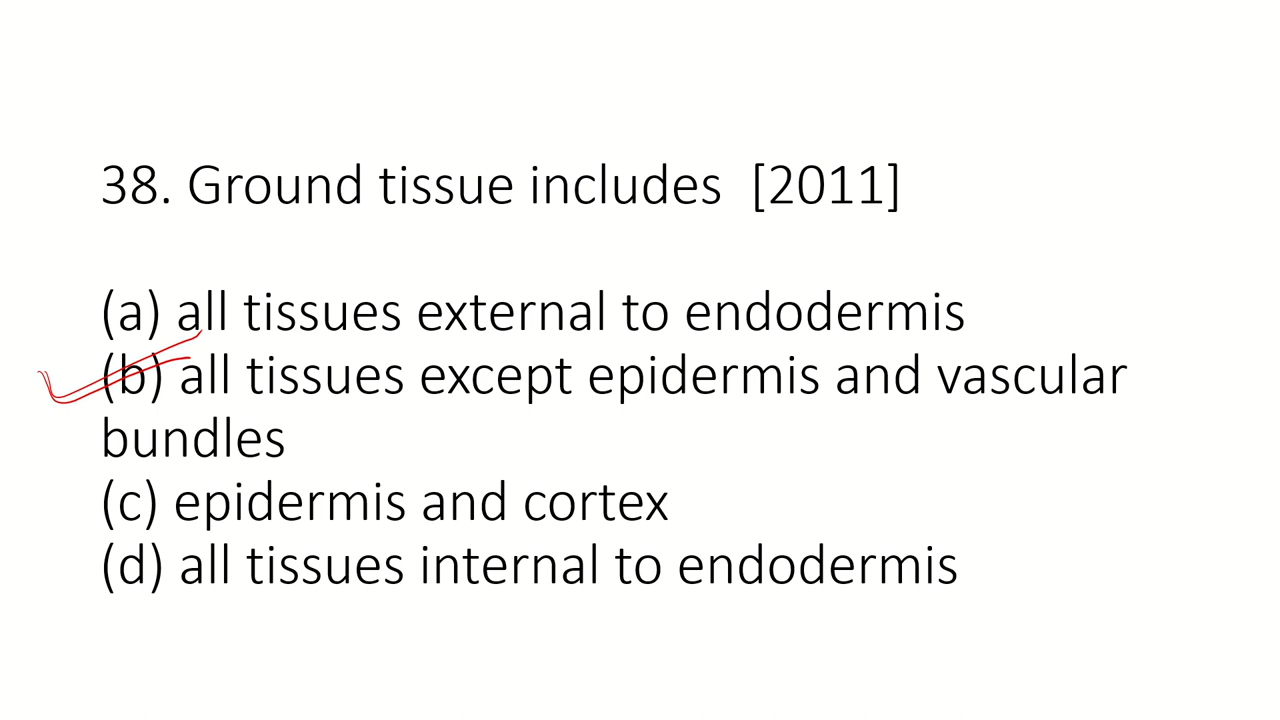 38. Ground tissue includes [2011]
(a) all tissues external to endodermis
(b) all tissues except epidermis and vascular
bundles
(c) epidermis and cortex
(d) all tissues internal to endodermis